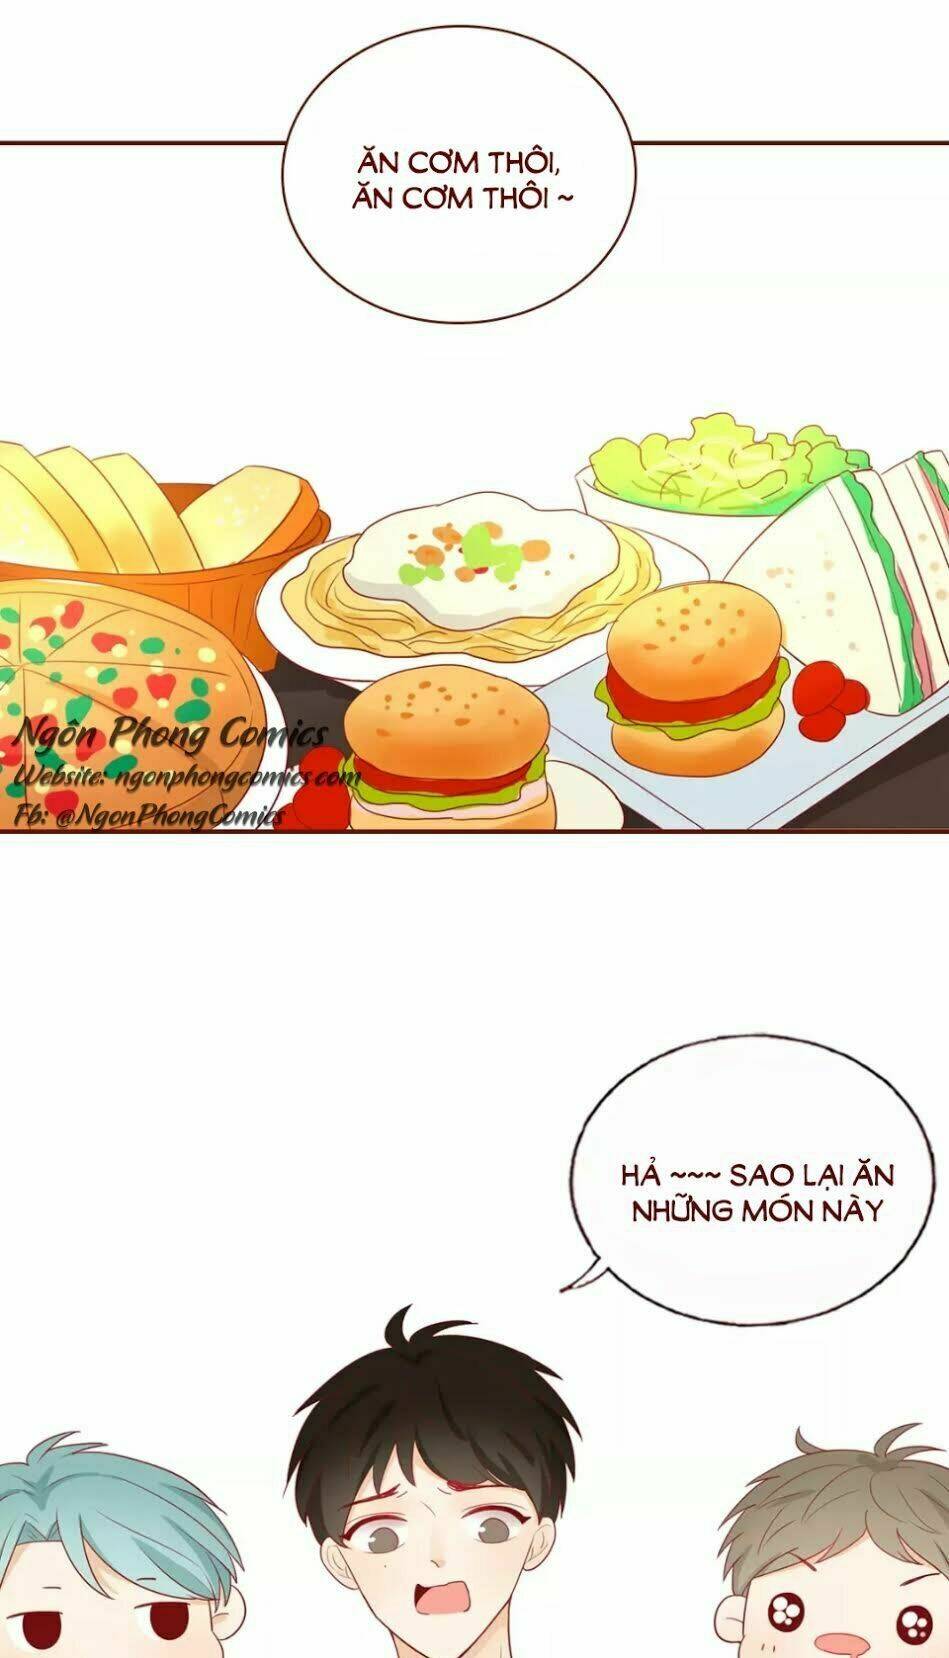 ĂN CƠM THÔI,
ĂN CƠM THÔI ~
Ngôn Phong Comics
Website: ngonphongcomics.com
Fb: @NgonPhongComics
HẢ ~~~ SAO LẠI ĂN
NHỮNG MÓN NÀY